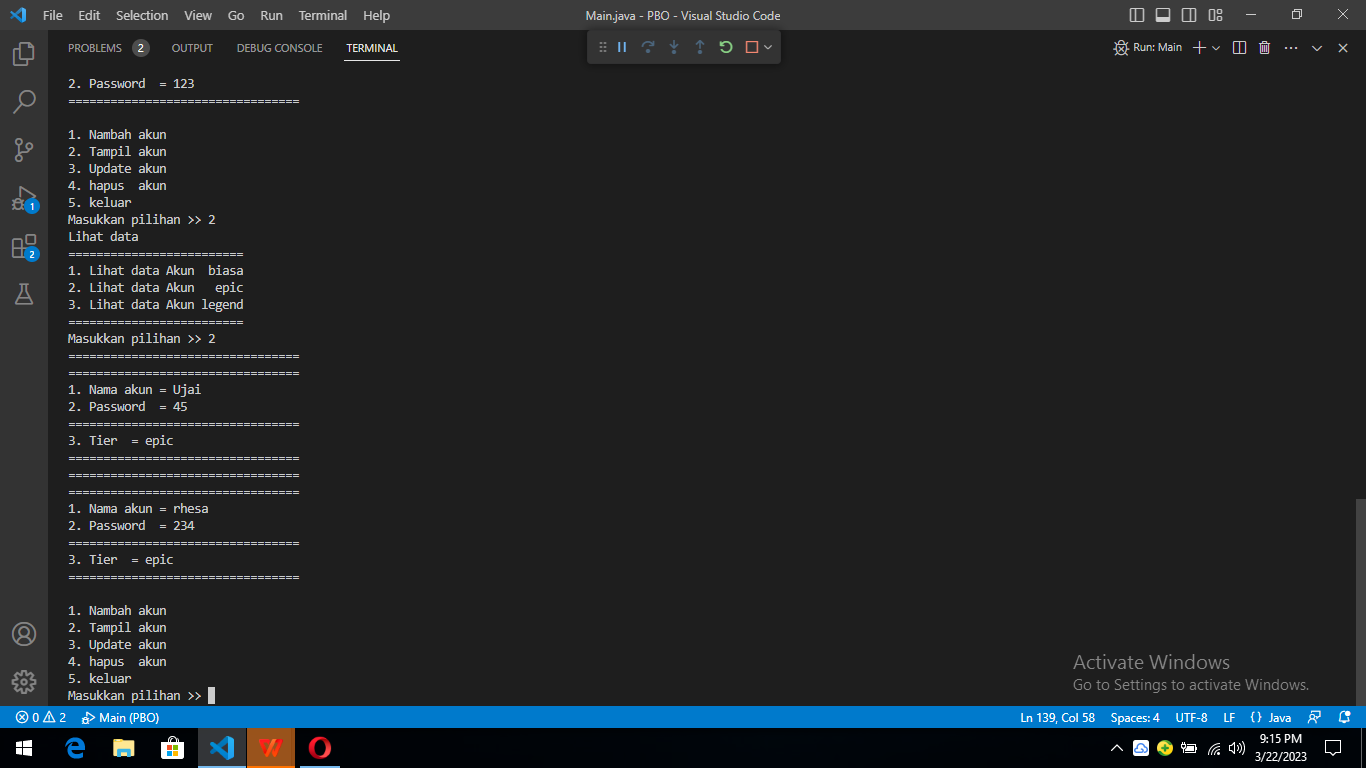 File Edit Selection View Go Run Terminal Help
Main.java - PBO - Visual Studio Code
PROBLEMS 2 OUTPUT DEBUG CONSOLE TERMINAL
Run: Main
2. Password  = 123
=================================
1. Nambah akun
2. Tampil akun
3. Update akun
4. hapus  akun
5. keluar
Masukkan pilihan >> 2
Lihat data
=========================
1. Lihat data Akun  biasa
2. Lihat data Akun   epic
3. Lihat data Akun legend
=========================
Masukkan pilihan >> 2
=================================
=================================
1. Nama akun = Ujai
2. Password  = 45
=================================
3. Tier  = epic
=================================
=================================
=================================
1. Nama akun = rhesa
2. Password  = 234
=================================
3. Tier  = epic
=================================
1. Nambah akun
2. Tampil akun
3. Update akun
4. hapus  akun
5. keluar
Masukkan pilihan >>
1
2
Activate Windows
Go to Settings to activate Windows.
0 2 Main (PBO)
Ln 139, Col 58 Spaces: 4 UTF-8 LF {} Java
9:15 PM
3/22/2023